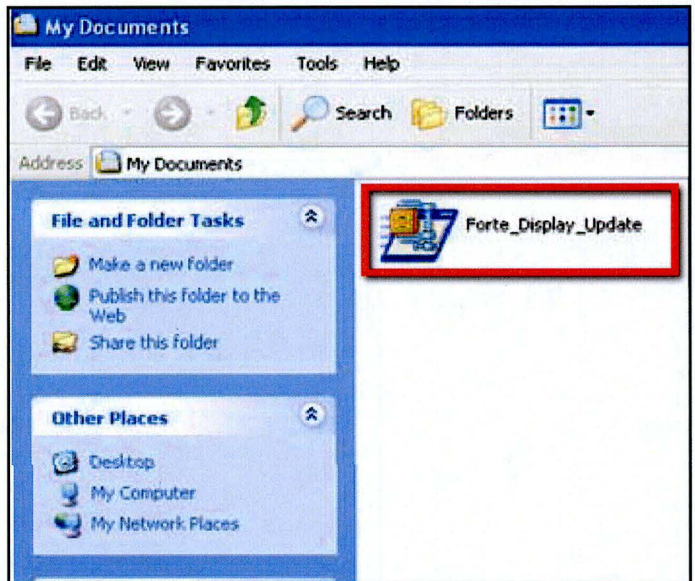 My Documents
File Edit View Favorites Tools Help
Back Search Folders
Address My Documents
File and Folder Tasks
Make a new folder
Publish this folder to the
Web
Share this folder
Other Places
Desktop
My Computer
My Network Places
Forte_Display_Update